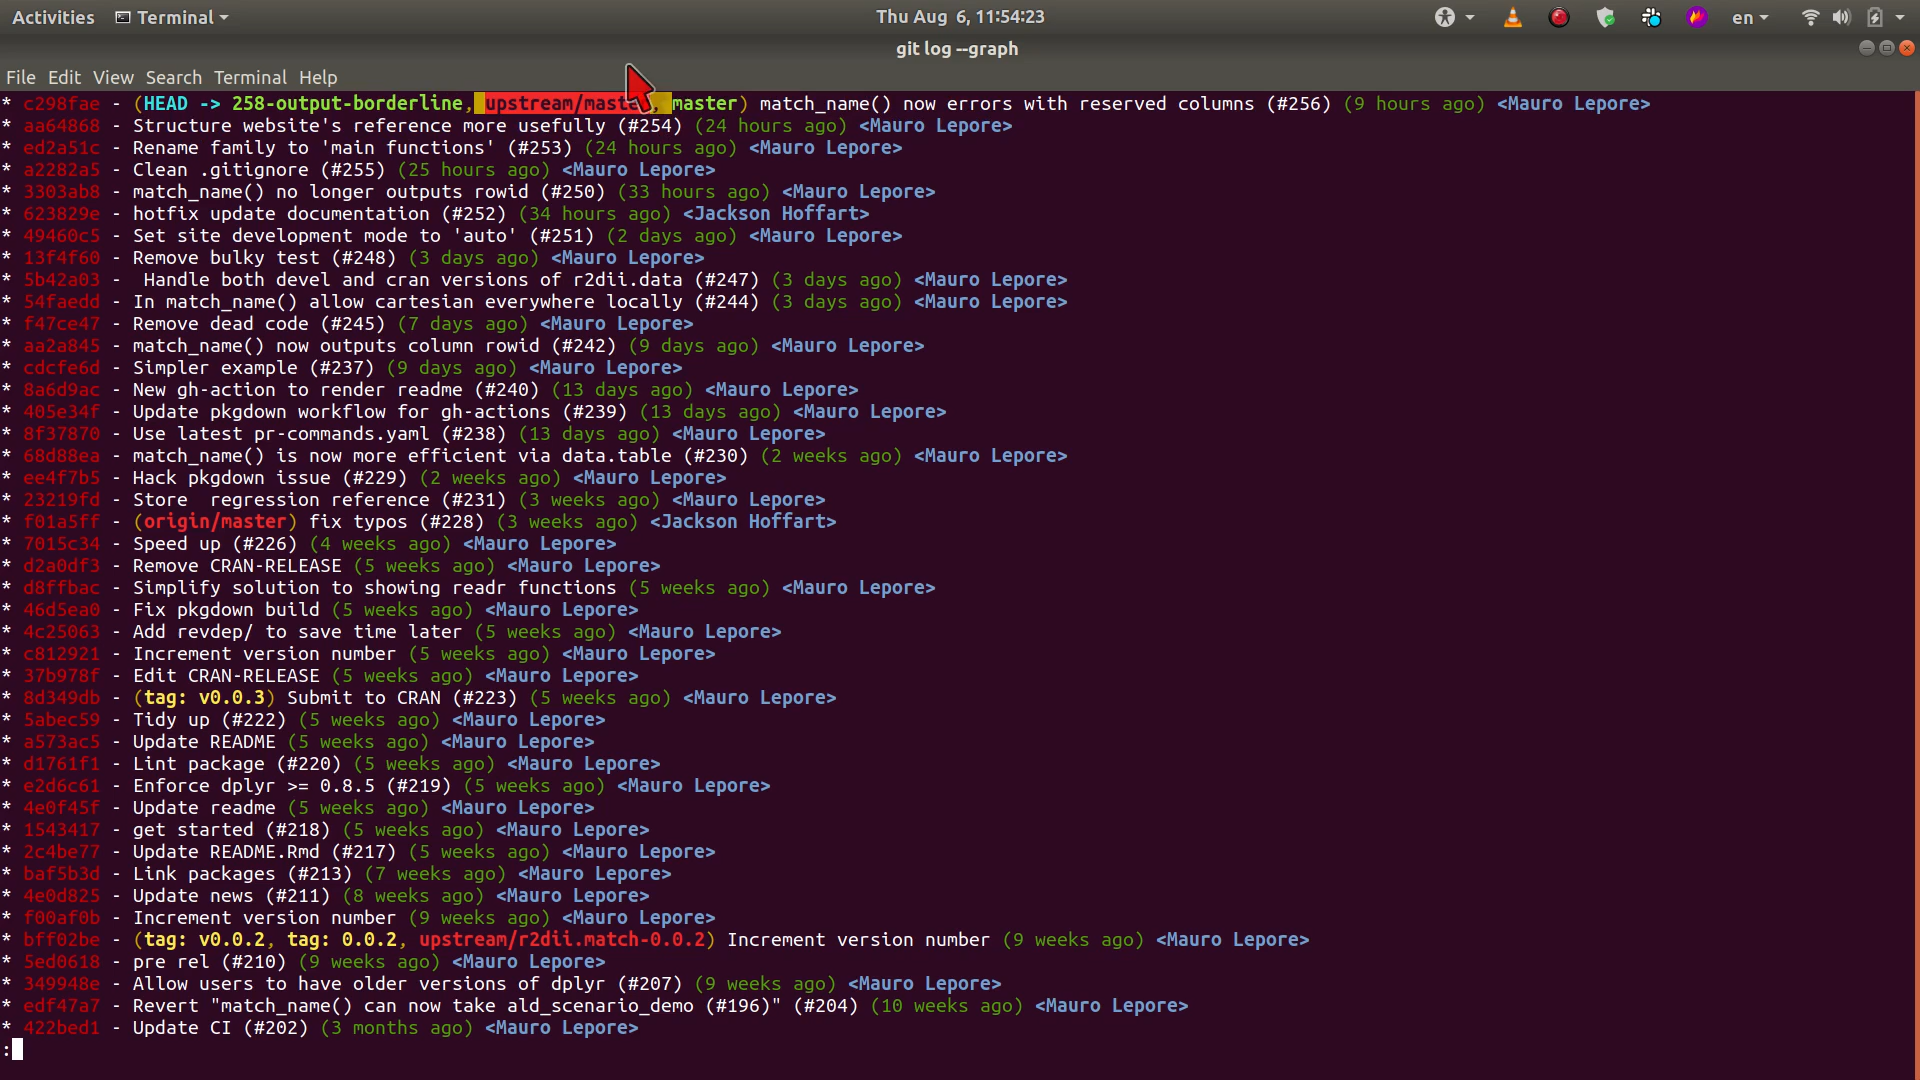 Activities Terminal Thu Aug 6, 11:54:23 en
git log --graph
File Edit View Search Terminal Help
* c298fae - (HEAD -> 258-output-borderline, upstream/master, master) match_name() now errors with reserved columns (#256) (9 hours ago) <Mauro Lepore>
* aa64868 - Structure website's reference more usefully (#254) (24 hours ago) <Mauro Lepore>
* ed2a51c - Rename family to 'main functions' (#253) (24 hours ago) <Mauro Lepore>
* a2282a5 - Clean .gitignore (#255) (25 hours ago) <Mauro Lepore>
* 3303ab8 - match_name() no longer outputs rowid (#250) (33 hours ago) <Mauro Lepore>
* 623829e - hotfix update documentation (#252) (34 hours ago) <Jackson Hoffart>
* 49460c5 - Set site development mode to 'auto' (#251) (2 days ago) <Mauro Lepore>
* 13f4f60 - Remove bulky test (#248) (3 days ago) <Mauro Lepore>
* 5b42a03 -  Handle both devel and cran versions of r2dii.data (#247) (3 days ago) <Mauro Lepore>
* 54faedd - In match_name() allow cartesian everywhere locally (#244) (3 days ago) <Mauro Lepore>
* f47ce47 - Remove dead code (#245) (7 days ago) <Mauro Lepore>
* aa2a845 - match_name() now outputs column rowid (#242) (9 days ago) <Mauro Lepore>
* cdcfe6d - Simpler example (#237) (9 days ago) <Mauro Lepore>
* 8a6d9ac - New gh-action to render readme (#240) (13 days ago) <Mauro Lepore>
* 405e34f - Update pkgdown workflow for gh-actions (#239) (13 days ago) <Mauro Lepore>
* 8f37870 - Use latest pr-commands.yaml (#238) (13 days ago) <Mauro Lepore>
* 68d88ea - match_name() is now more efficient via data.table (#230) (2 weeks ago) <Mauro Lepore>
* ee4f7b5 - Hack pkgdown issue (#229) (2 weeks ago) <Mauro Lepore>
* 23219fd - Store  regression reference (#231) (3 weeks ago) <Mauro Lepore>
* f01a5ff - (origin/master) fix typos (#228) (3 weeks ago) <Jackson Hoffart>
* 7015c34 - Speed up (#226) (4 weeks ago) <Mauro Lepore>
* d2a0df3 - Remove CRAN-RELEASE (5 weeks ago) <Mauro Lepore>
* d8ffbac - Simplify solution to showing readr functions (5 weeks ago) <Mauro Lepore>
* 46d5ea0 - Fix pkgdown build (5 weeks ago) <Mauro Lepore>
* 4c25063 - Add revdep/ to save time later (5 weeks ago) <Mauro Lepore>
* c812921 - Increment version number (5 weeks ago) <Mauro Lepore>
* 37b978f - Edit CRAN-RELEASE (5 weeks ago) <Mauro Lepore>
* 8d349db - (tag: v0.0.3) Submit to CRAN (#223) (5 weeks ago) <Mauro Lepore>
* 5abec59 - Tidy up (#222) (5 weeks ago) <Mauro Lepore>
* a573ac5 - Update README (5 weeks ago) <Mauro Lepore>
* d1761f1 - Lint package (#220) (5 weeks ago) <Mauro Lepore>
* e2d6c61 - Enforce dplyr >= 0.8.5 (#219) (5 weeks ago) <Mauro Lepore>
* 4e0f45f - Update readme (5 weeks ago) <Mauro Lepore>
* 1543417 - get started (#218) (5 weeks ago) <Mauro Lepore>
* 2c4be77 - Update README.Rmd (#217) (5 weeks ago) <Mauro Lepore>
* baf5b3d - Link packages (#213) (7 weeks ago) <Mauro Lepore>
* 4e0d825 - Update news (#211) (8 weeks ago) <Mauro Lepore>
* f00af0b - Increment version number (9 weeks ago) <Mauro Lepore>
* bff02be - (tag: v0.0.2, tag: 0.0.2, upstream/r2dii.match-0.0.2) Increment version number (9 weeks ago) <Mauro Lepore>
* 5ed0618 - pre rel (#210) (9 weeks ago) <Mauro Lepore>
* 349948e - Allow users to have older versions of dplyr (#207) (9 weeks ago) <Mauro Lepore>
* edf47a7 - Revert "match_name() can now take ald_scenario_demo (#196)" (#204) (10 weeks ago) <Mauro Lepore>
* 422bed1 - Update CI (#202) (3 months ago) <Mauro Lepore>
: